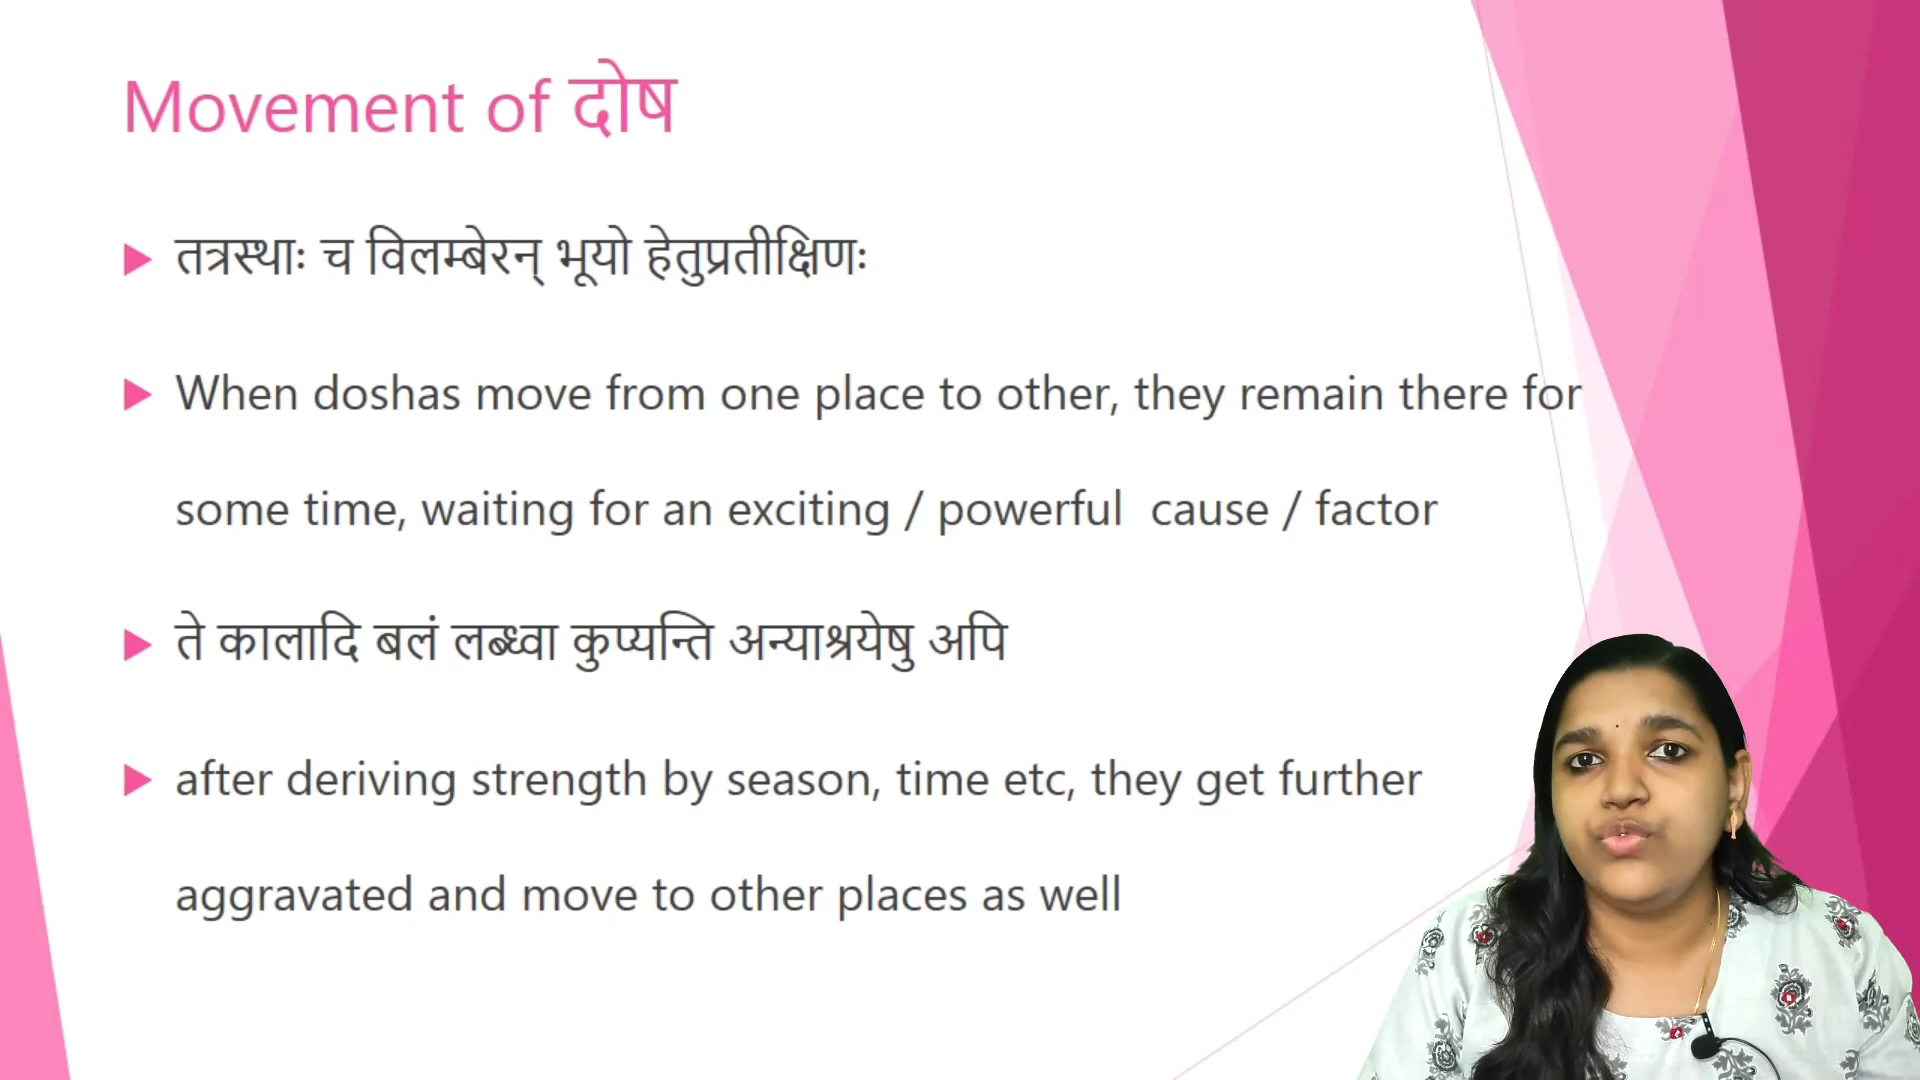 Movement of दोष
तत्रस्थाः च विलम्बेरन् भूयो हेतुप्रतीक्षिणः
When doshas move from one place to other, they remain there for
some time, waiting for an exciting / powerful cause / factor
ते कालादि बलं लब्ध्वा कुप्यन्ति अन्याश्रयेषु अपि
after deriving strength by season, time etc, they get further
aggravated and move to other places as well